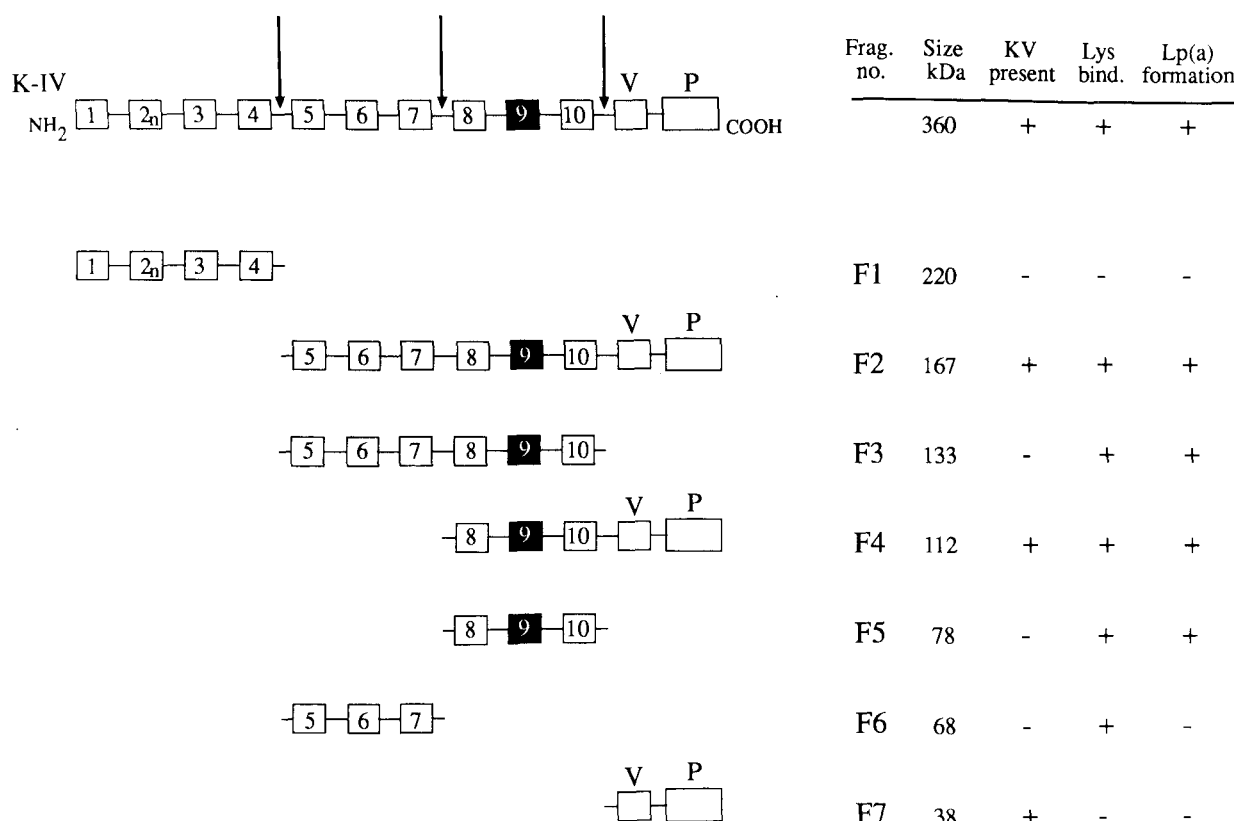 Frag. no. Size kDa KV present Lys bind. Lp(a) formation
K-IV V P
NH2 1 2n 3 4 5 6 7 8 9 10 COOH 360 + + +
1 2n 3 4 F1 220 - - -
V P
5 6 7 8 9 10 F2 167 + + +
5 6 7 8 9 10 F3 133 - + +
V P
8 9 10 F4 112 + + +
8 9 10 F5 78 - + +
5 6 7 F6 68 - + -
V P
F7 38 + - -